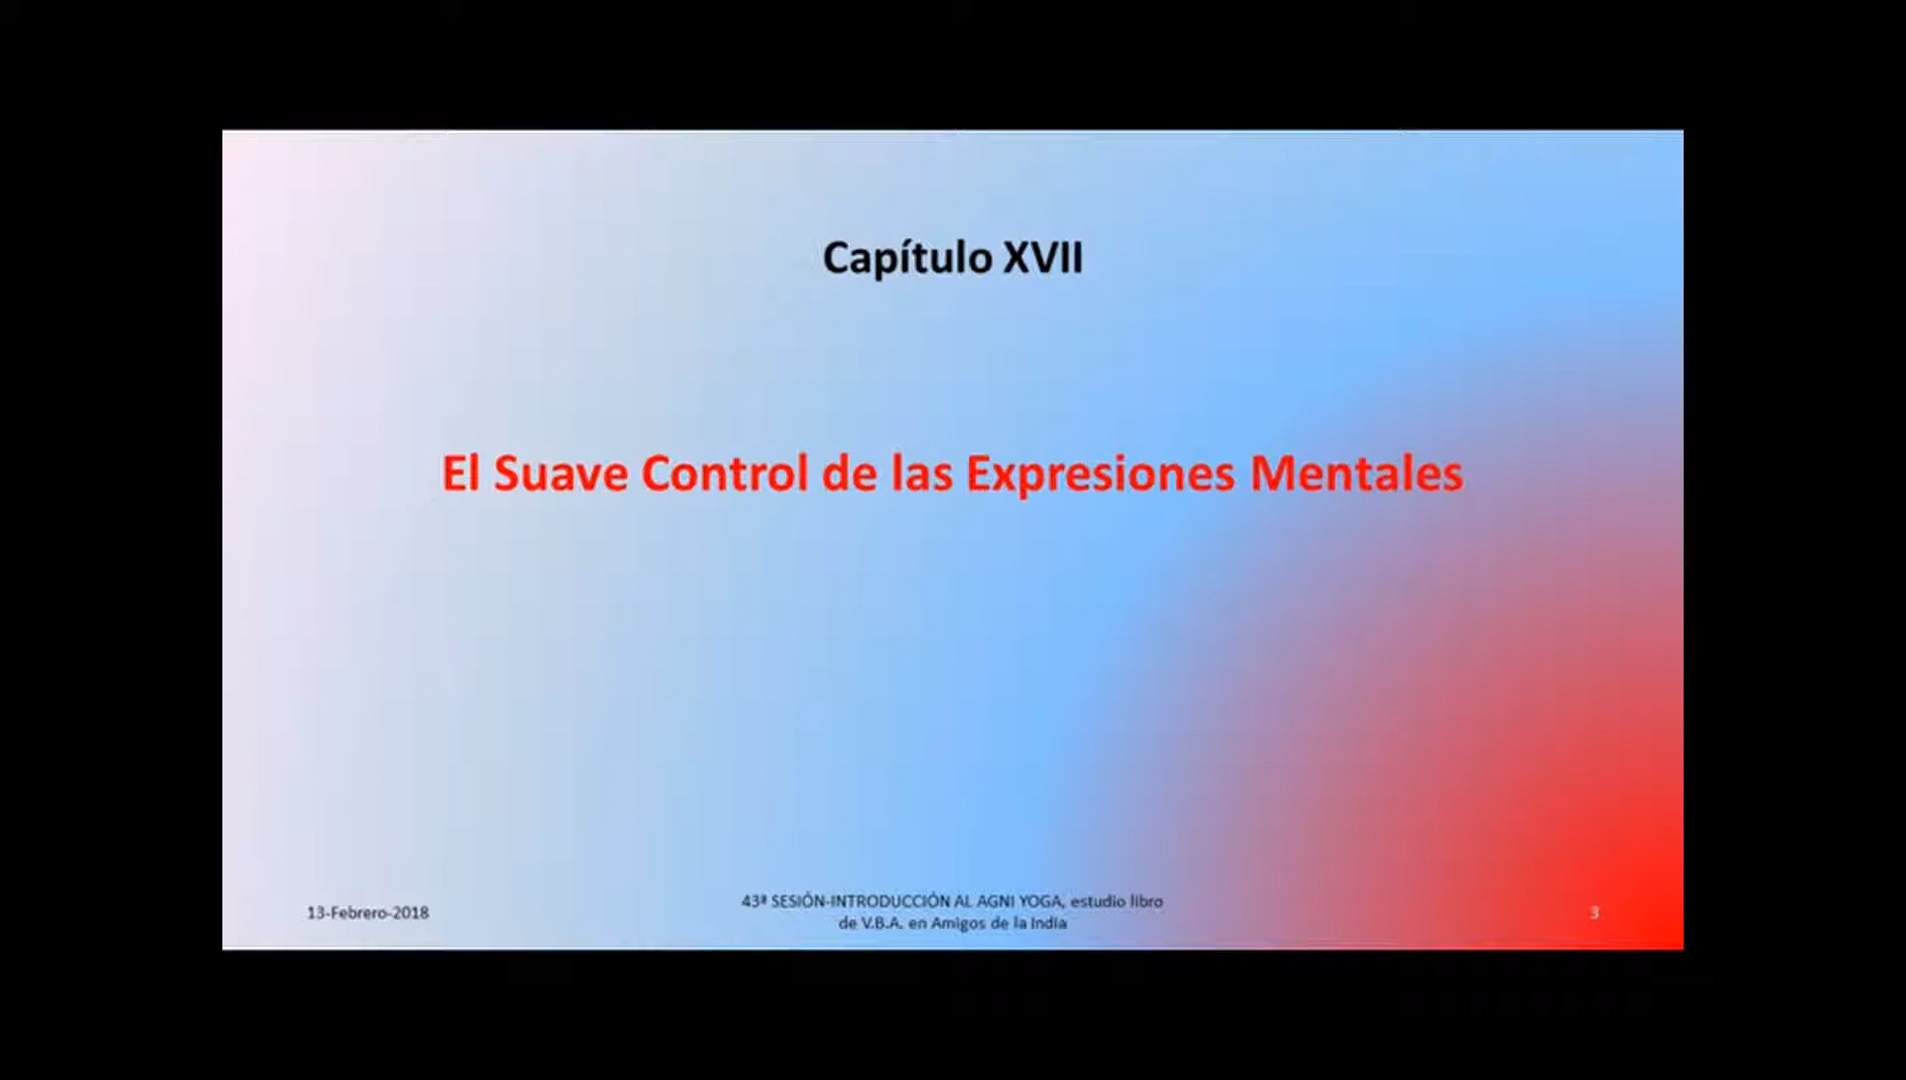 Capítulo XVII
El Suave Control de las Expresiones Mentales
13-Febrero-2018
43ª SESIÓN-INTRODUCCIÓN AL AGNI YOGA, estudio libro
de V.B.A. en Amigos de la India
3